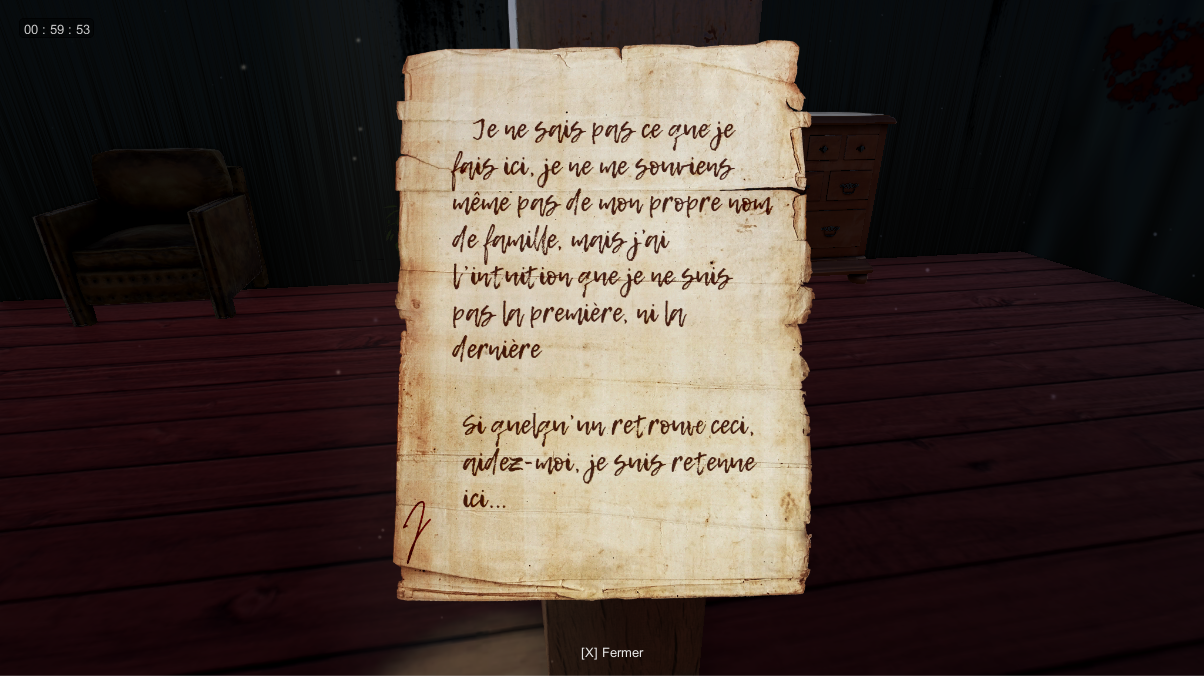 00 : 59 : 53
Je ne sais pas ce que je
fais ici, je ne me souviens
même pas de mon propre nom
de famille, mais j'ai
l'intuition que je ne suis
pas la première, ni la
dernière
Si quelqu'un retrouve ceci,
aidez-moi, je suis retenue
ici...
[X] Fermer